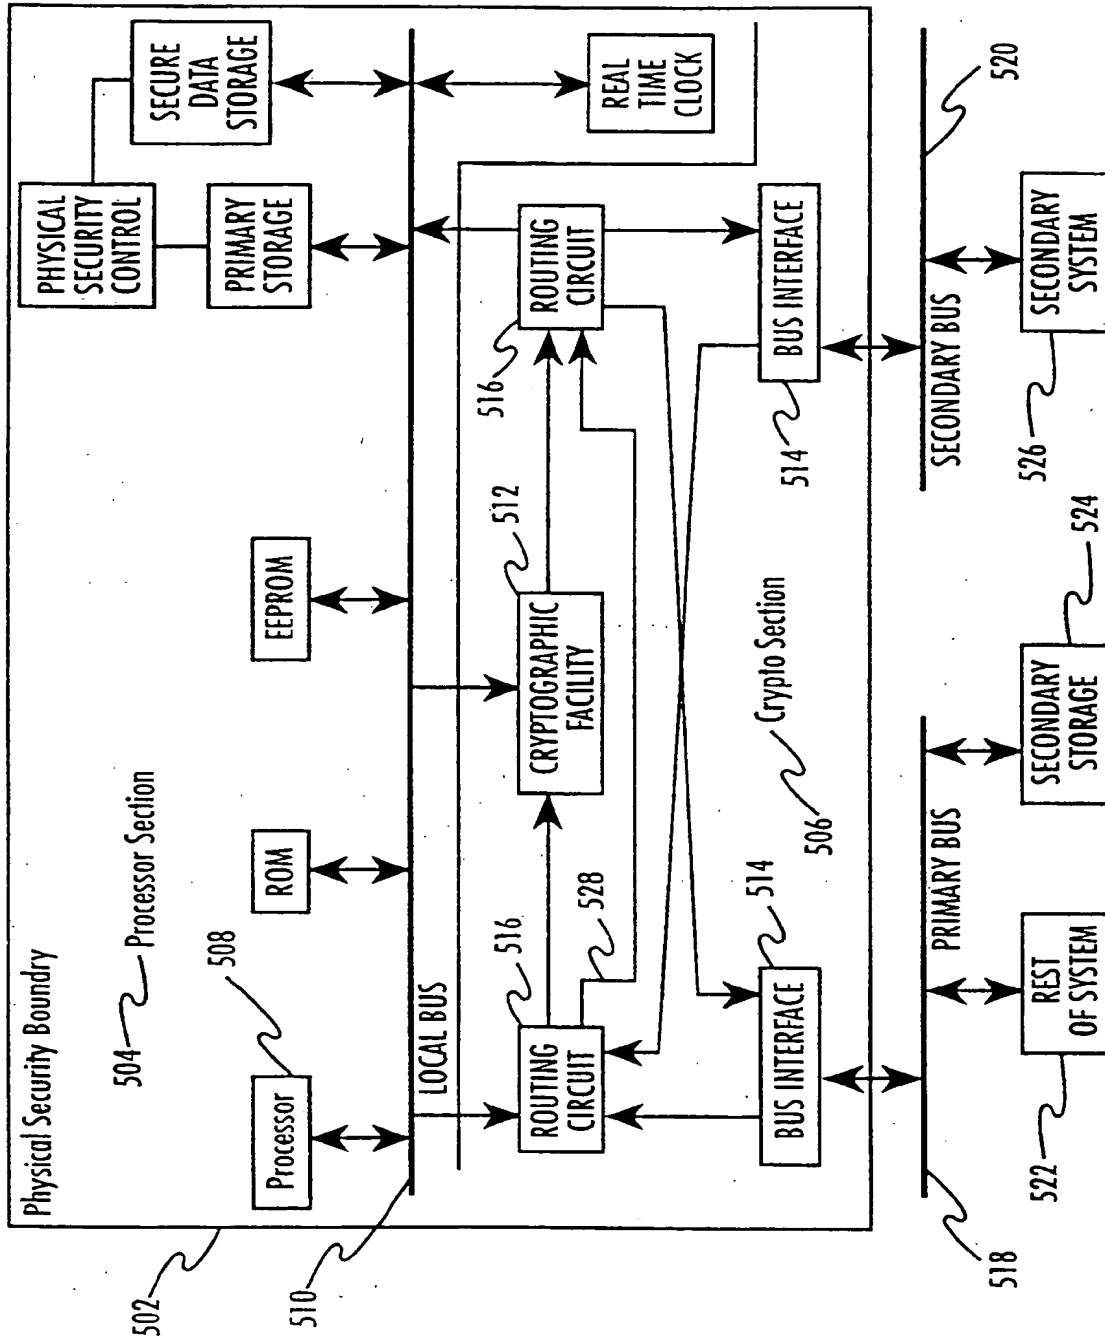 Physical Security Boundry
502
504
Processor Section
Processor
508
ROM
EEPROM
PHYSICAL
SECURITY
CONTROL
PRIMARY
STORAGE
SECURE
DATA
STORAGE
510
LOCAL BUS
REAL
TIME
CLOCK
ROUTING
CIRCUIT
516
528
CRYPTOGRAPHIC
FACILITY
512
ROUTING
CIRCUIT
516
506
Crypto Section
BUS INTERFACE
514
BUS INTERFACE
514
518
PRIMARY BUS
SECONDARY BUS
520
REST
OF SYSTEM
522
SECONDARY
STORAGE
524
SECONDARY
SYSTEM
526